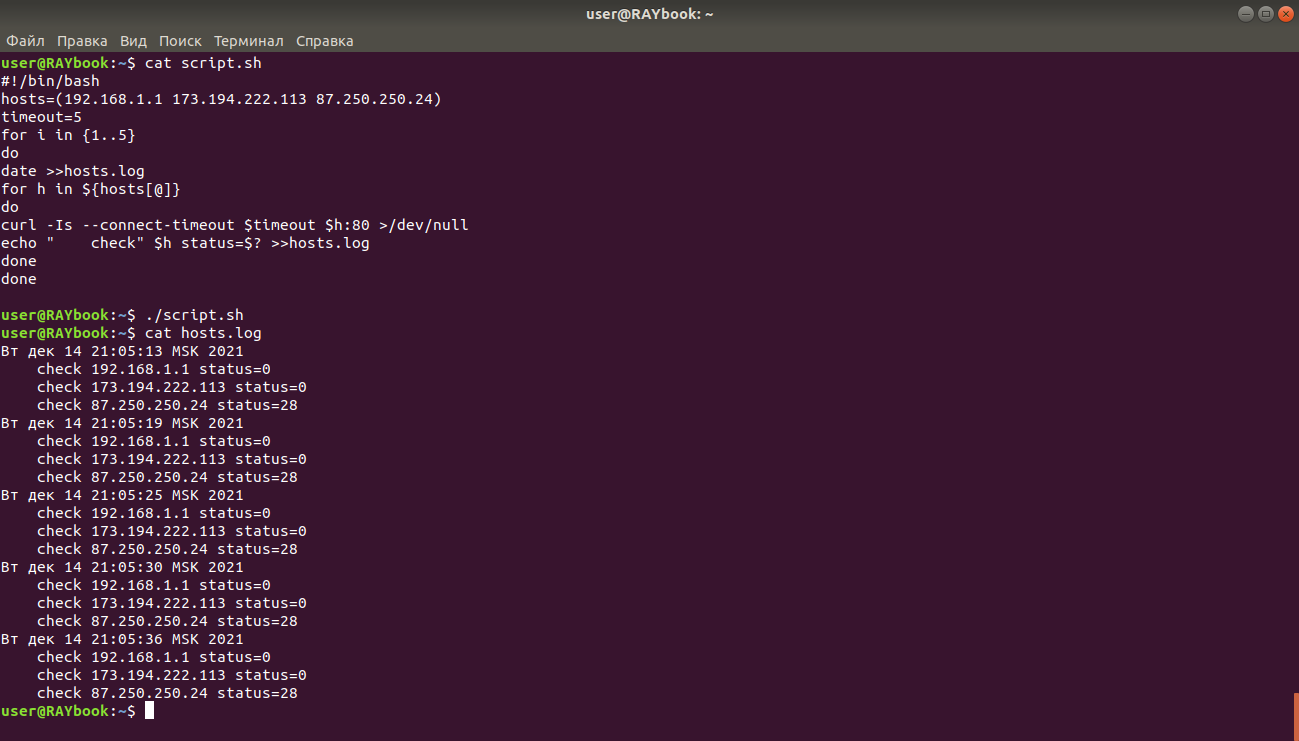 user@RAYbook: ~
Файл Правка Вид Поиск Терминал Справка
user@RAYbook:~$ cat script.sh
#!/bin/bash
hosts=(192.168.1.1 173.194.222.113 87.250.250.24)
timeout=5
for i in {1..5}
do
date >>hosts.log
for h in ${hosts[@]}
do
curl -Is --connect-timeout $timeout $h:80 >/dev/null
echo "    check" $h status=$? >>hosts.log
done
done
user@RAYbook:~$ ./script.sh
user@RAYbook:~$ cat hosts.log
Вт дек 14 21:05:13 MSK 2021
    check 192.168.1.1 status=0
    check 173.194.222.113 status=0
    check 87.250.250.24 status=28
Вт дек 14 21:05:19 MSK 2021
    check 192.168.1.1 status=0
    check 173.194.222.113 status=0
    check 87.250.250.24 status=28
Вт дек 14 21:05:25 MSK 2021
    check 192.168.1.1 status=0
    check 173.194.222.113 status=0
    check 87.250.250.24 status=28
Вт дек 14 21:05:30 MSK 2021
    check 192.168.1.1 status=0
    check 173.194.222.113 status=0
    check 87.250.250.24 status=28
Вт дек 14 21:05:36 MSK 2021
    check 192.168.1.1 status=0
    check 173.194.222.113 status=0
    check 87.250.250.24 status=28
user@RAYbook:~$